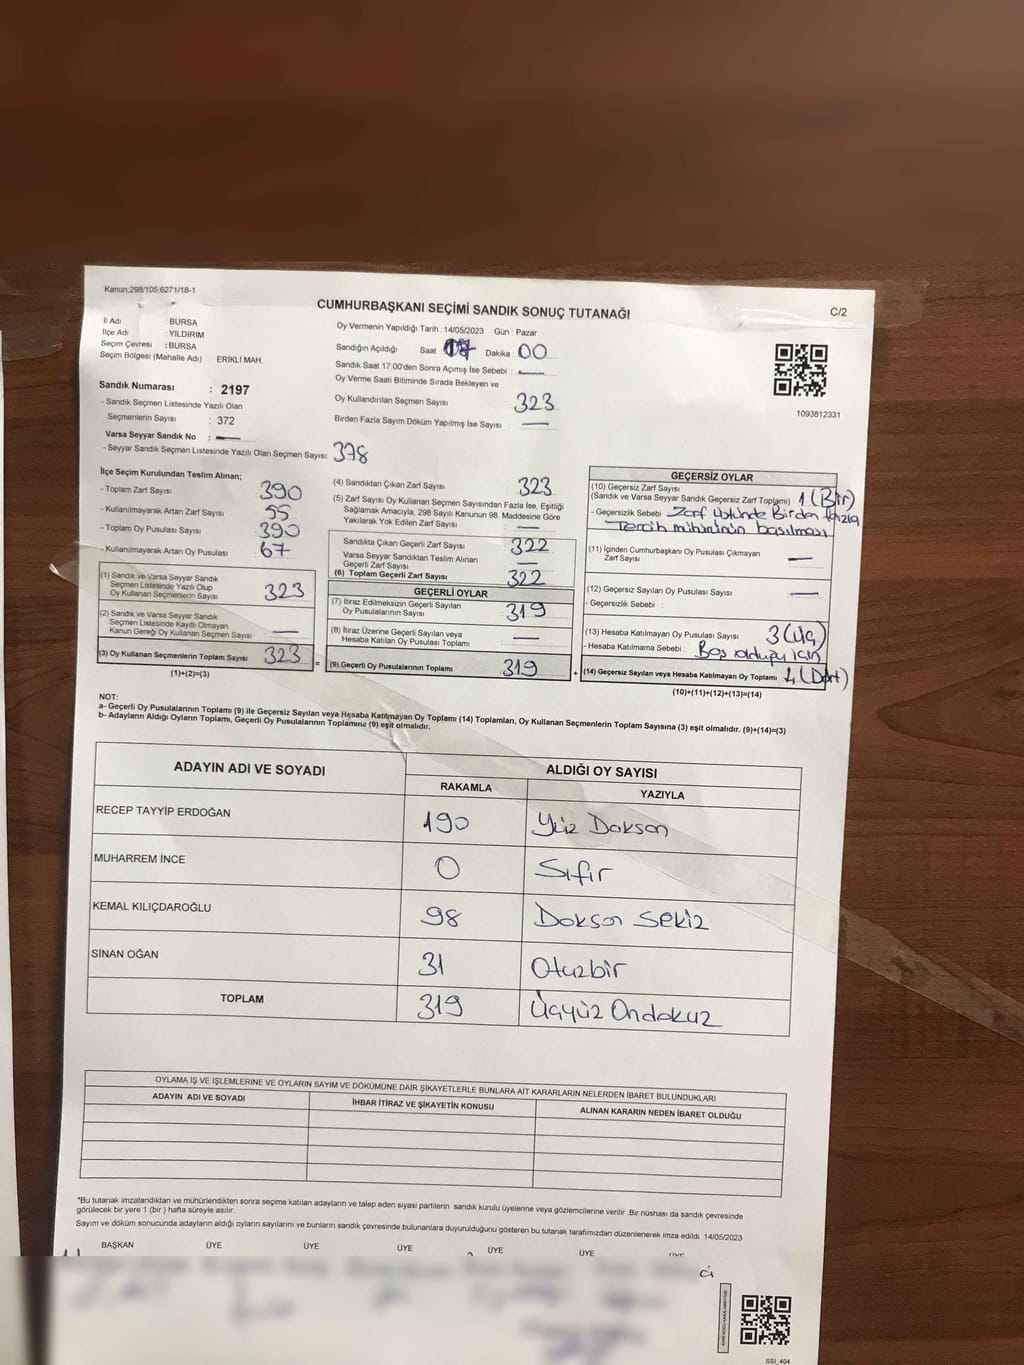 Kanun;298/105;6271/18-1
CUMHURBAŞKANI SEÇİMİ SANDIK SONUÇ TUTANAĞI
C/2
İl Adı BURSA
İlçe Adı : YILDIRIM
Seçim Çevresi : BURSA
Seçim Bölgesi (Mahalle Adı) ERİKLİ MAH.
Sandık Numarası : 2197
- Sandık Seçmen Listesinde Yazılı Olan
Seçmenlerin Sayısı : 372
Varsa Seyyar Sandık No : —
- Seyyar Sandık Seçmen Listesinde Yazılı Olan Seçmen Sayısı: 378
Oy Vermenin Yapıldığı Tarih : 14/05/2023 Gün : Pazar
Sandığın Açıldığı Saat 17 Dakika : 00
Sandık Saat 17:00'den Sonra Açımış İse Sebebi : —
Oy Verme Saati Bitiminde Sırada Bekleyen ve
Oy Kullandırılan Seçmen Sayısı 323
Birden Fazla Sayım Döküm Yapılmış İse Sayısı : —
1093812331
İlçe Seçim Kurulundan Teslim Alınan;
- Toplam Zarf Sayısı : 390
- Kullanılmayarak Artan Zarf Sayısı : 55
- Toplam Oy Pusulası Sayısı : 390
- Kullanılmayarak Artan Oy Pusulası : 67
(1) Sandık ve Varsa Seyyar Sandık
Seçmen Listesinde Yazılı Olup
Oy Kullanan Seçmenlerin Sayısı : 323
(2) Sandık ve Varsa Seyyar Sandık
Seçmen Listesinde Kayıtlı Olmayan
Kanun Gereği Oy Kullanan Seçmen Sayısı : —
(3) Oy Kullanan Seçmenlerin Toplam Sayısı : 323
(1)+(2)=(3)
(4) Sandıktan Çıkan Zarf Sayısı : 323
(5) Zarf Sayısı Oy Kullanan Seçmen Sayısından Fazla İse, Eşitliği
Sağlamak Amacıyla, 298 Sayılı Kanunun 98. Maddesine Göre
Yakılarak Yok Edilen Zarf Sayısı : —
Sandıkta Çıkan Geçerli Zarf Sayısı : 322
Varsa Seyyar Sandıktan Teslim Alınan
Geçerli Zarf Sayısı : —
(6) Toplam Geçerli Zarf Sayısı : 322
GEÇERLİ OYLAR
(7) İtiraz Edilmeksizin Geçerli Sayılan
Oy Pusulalarının Sayısı : 319
(8) İtiraz Üzerine Geçerli Sayılan veya
Hesaba Katılan Oy Pusulaları Toplamı : —
=
(9) Geçerli Oy Pusulalarının Toplamı : 319
+
GEÇERSİZ OYLAR
(10) Geçersiz Zarf Sayısı
(Sandık ve Varsa Seyyar Sandık Geçersiz Zarf Toplamı) 1 (Bir)
- Geçersizlik Sebebi : Zarf Üstünde Birden fazla
Tercih mührünün basılması
(11) İçinden Cumhurbaşkanı Oy Pusulası Çıkmayan
Zarf Sayısı : —
(12) Geçersiz Sayılan Oy Pusulası Sayısı : —
- Geçersizlik Sebebi :
(13) Hesaba Katılmayan Oy Pusulası Sayısı 3 (Üç)
- Hesaba Katılmama Sebebi : Boş olduğu için
(14) Geçersiz Sayılan veya Hesaba Katılmayan Oy Toplamı 4 (Dört)
(10)+(11)+(12)+(13)=(14)
NOT:
a- Geçerli Oy Pusulalarının Toplamı (9) ile Geçersiz Sayılan veya Hesaba Katılmayan Oy Toplamı (14) Toplamları, Oy Kullanan Seçmenlerin Toplam Sayısına (3) eşit olmalıdır. (9)+(14)=(3)
b- Adayların Aldığı Oyların Toplamı, Geçerli Oy Pusulalarının Toplamına (9) eşit olmalıdır.
ADAYIN ADI VE SOYADI
ALDIĞI OY SAYISI
RAKAMLA YAZIYLA
RECEP TAYYİP ERDOĞAN 190 Yüz Doksan
MUHARREM İNCE 0 Sıfır
KEMAL KILIÇDAROĞLU 98 Doksan Sekiz
SİNAN OĞAN 31 Otuzbir
TOPLAM 319 Üçyüz Ondokuz
OYLAMA İŞ VE İŞLEMLERİNE VE OYLARIN SAYIM VE DÖKÜMÜNE DAİR ŞİKAYETLERLE BUNLARA AİT KARARLARIN NELERDEN İBARET BULUNDUKLARI
ADAYIN ADI VE SOYADI İHBAR İTİRAZ VE ŞİKAYETİN KONUSU ALINAN KARARIN NEDEN İBARET OLDUĞU
*Bu tutanak imzalandıktan ve mühürlendikten sonra seçime katılan adayların ve talep eden siyasi partilerin sandık kurulu üyelerine veya gözlemcilerine verilir .Bir nüshası da sandık çevresinde
görülecek bir yere 1 (bir ) hafta süreyle asılır.
Sayım ve döküm sonucunda adayların aldığı oyların sayılarını ve bunların sandık çevresinde bulunanlara duyurulduğunu gösteren bu tutanak tarafımızdan düzenlenerek imza edildi. 14/05/2023
BAŞKAN ÜYE ÜYE ÜYE ÜYE ÜYE
SSI_404